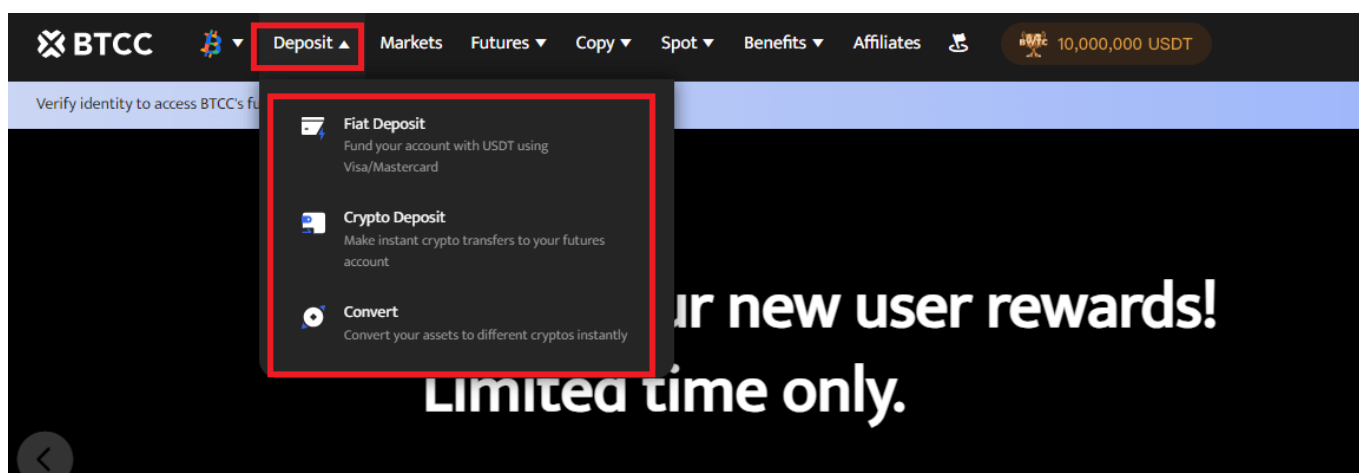 BTCC Deposit Markets Futures Copy Spot Benefits Affiliates 10,000,000 USDT
Verify identity to access BTCC's fu
Fiat Deposit
Fund your account with USDT using
Visa/Mastercard
Crypto Deposit
Make instant crypto transfers to your futures
account
Convert
Convert your assets to different cryptos instantly
ur new user rewards!
Limited time only.